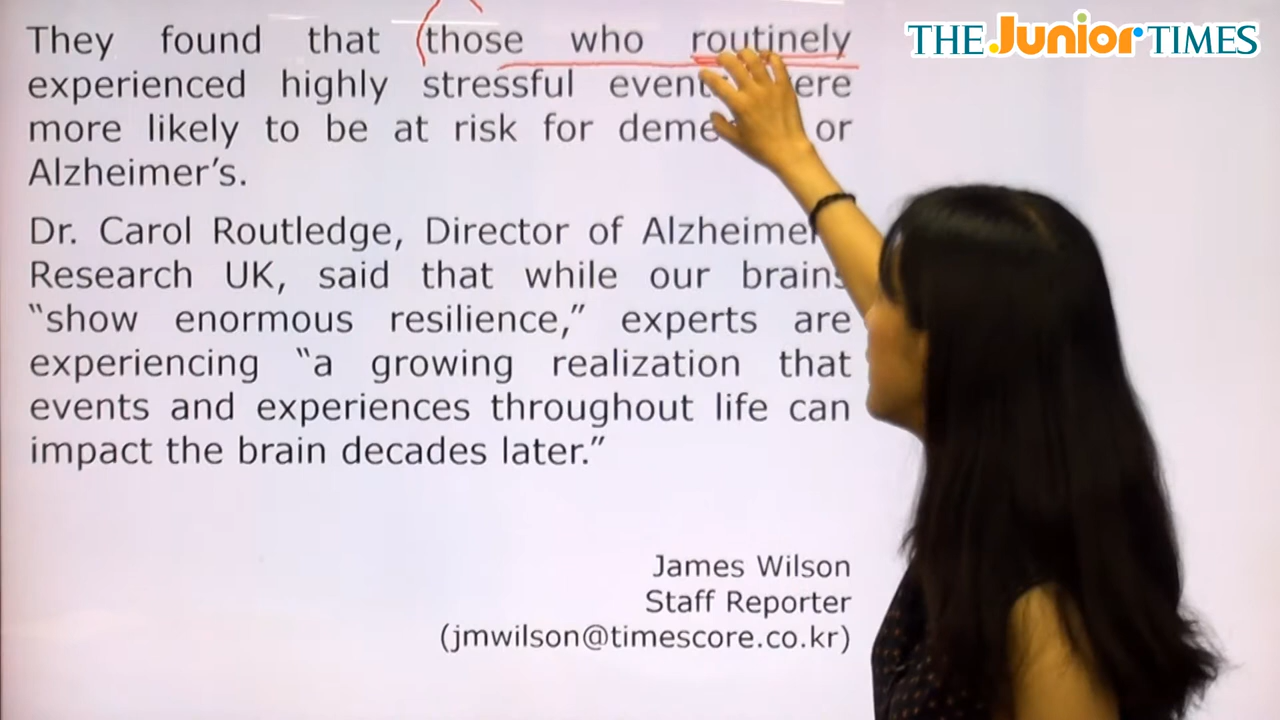 THE Junior TIMES
They found that those who routinely
experienced highly stressful events were
more likely to be at risk for or
Alzheimer’s.
Dr. Carol Routledge, Director of
Research UK, said that while our brains
“show enormous resilience,” experts are
experiencing “a growing realization that
events and experiences throughout life can
impact the brain decades later.”
James Wilson
Staff Reporter
(jmwilson@timescore.co.kr)